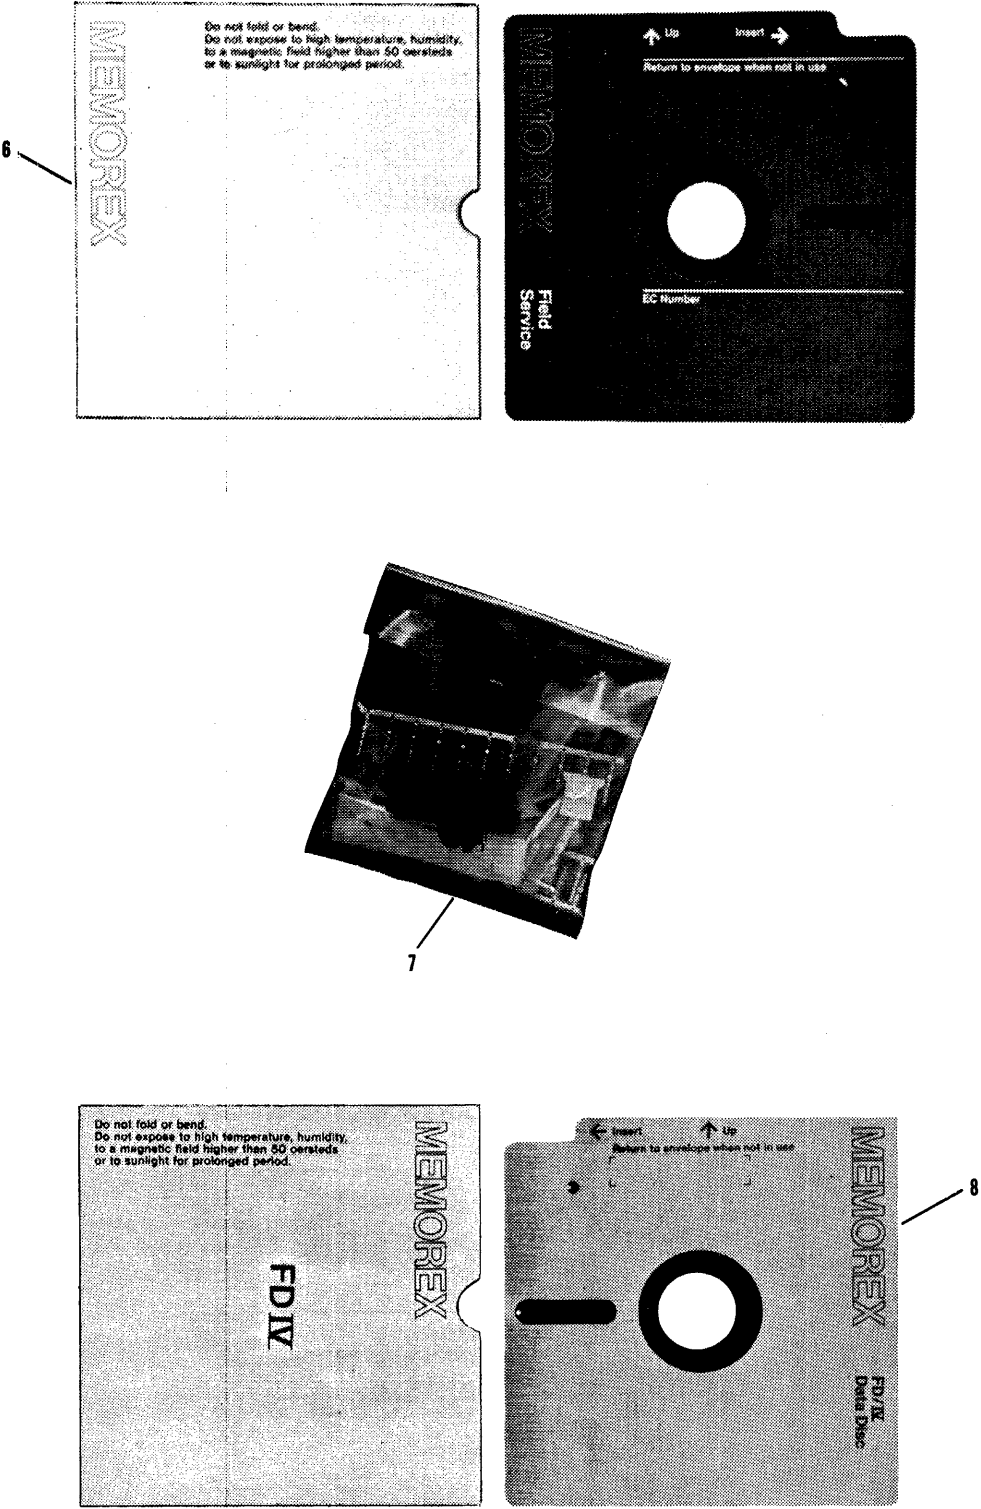 Do not fold or bend.
Do not expose to high temperature, humidity,
to a magnetic field higher than 50 oersteds
or to sunlight for prolonged period.
MEMOREX
6
Up
Insert
Return to envelope when not in use
MEMOREX
EC Number
Field
Service
7
Do not fold or bend.
Do not expose to high temperature, humidity,
to a magnetic field higher than 50 oersteds
or to sunlight for prolonged period.
MEMOREX
FD IV
Insert
Up
Return to envelope when not in use
MEMOREX
8
FD/IV
Data Disc